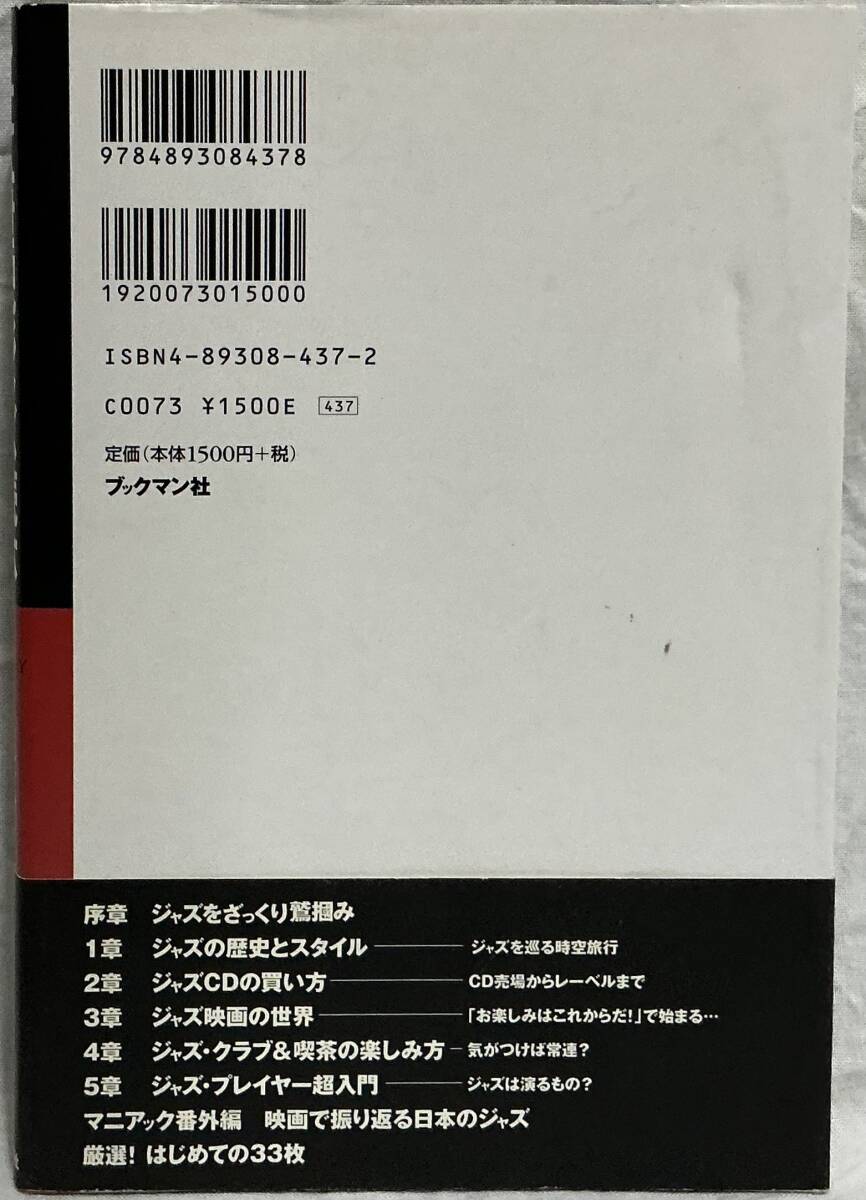 9784893084378
1920073015000
ISBN4-89308-437-2
C0073 ¥1500E 437
定価(本体1500円+税)
ブックマン社
序章 ジャズをざっくり鷲掴み
1章 ジャズの歴史とスタイル――ジャズを巡る時空旅行
2章 ジャズCDの買い方――CD売場からレーベルまで
3章 ジャズ映画の世界――「お楽しみはこれからだ!」で始まる…
4章 ジャズ・クラブ&喫茶の楽しみ方–気がつけば常連?
5章 ジャズ・プレイヤー超入門――ジャズは演るもの?
マニアック番外編 映画で振り返る日本のジャズ
厳選! はじめての33枚